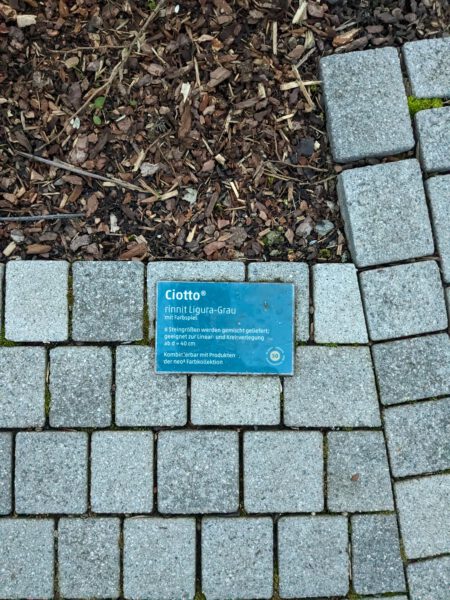 Ciotto®
rinnit Ligura-Grau
mit Farbspiel
6 Steingrößen werden gemischt geliefert;
geeignet zur Linear- und Kreisverlegung
ab d = 40 cm
Kombinierbar mit Produkten
der neo® Farbkollektion